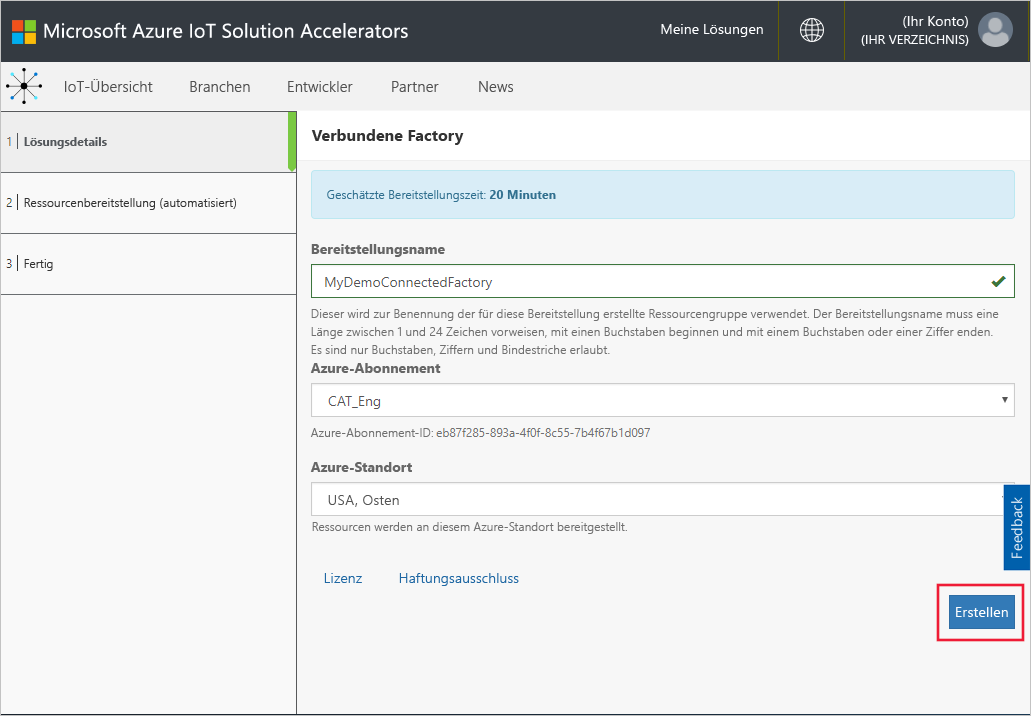 Microsoft Azure IoT Solution Accelerators
Meine Lösungen
(Ihr Konto)
(IHR VERZEICHNIS)
IoT-Übersicht
Branchen
Entwickler
Partner
News
1 | Lösungsdetails
2 | Ressourcenbereitstellung (automatisiert)
3 | Fertig
Verbundene Factory
Geschätzte Bereitstellungszeit: 20 Minuten
Bereitstellungsname
MyDemoConnectedFactory
Dieser wird zur Benennung der für diese Bereitstellung erstellte Ressourcengruppe verwendet. Der Bereitstellungsname muss eine
Länge zwischen 1 und 24 Zeichen vorweisen, mit einen Buchstaben beginnen und mit einem Buchstaben oder einer Ziffer enden.
Es sind nur Buchstaben, Ziffern und Bindestriche erlaubt.
Azure-Abonnement
CAT_Eng
Azure-Abonnement-ID: eb87f285-893a-4f0f-8c55-7b4f67b1d097
Azure-Standort
USA, Osten
Ressourcen werden an diesem Azure-Standort bereitgestellt.
Feedback
Lizenz
Haftungsausschluss
Erstellen